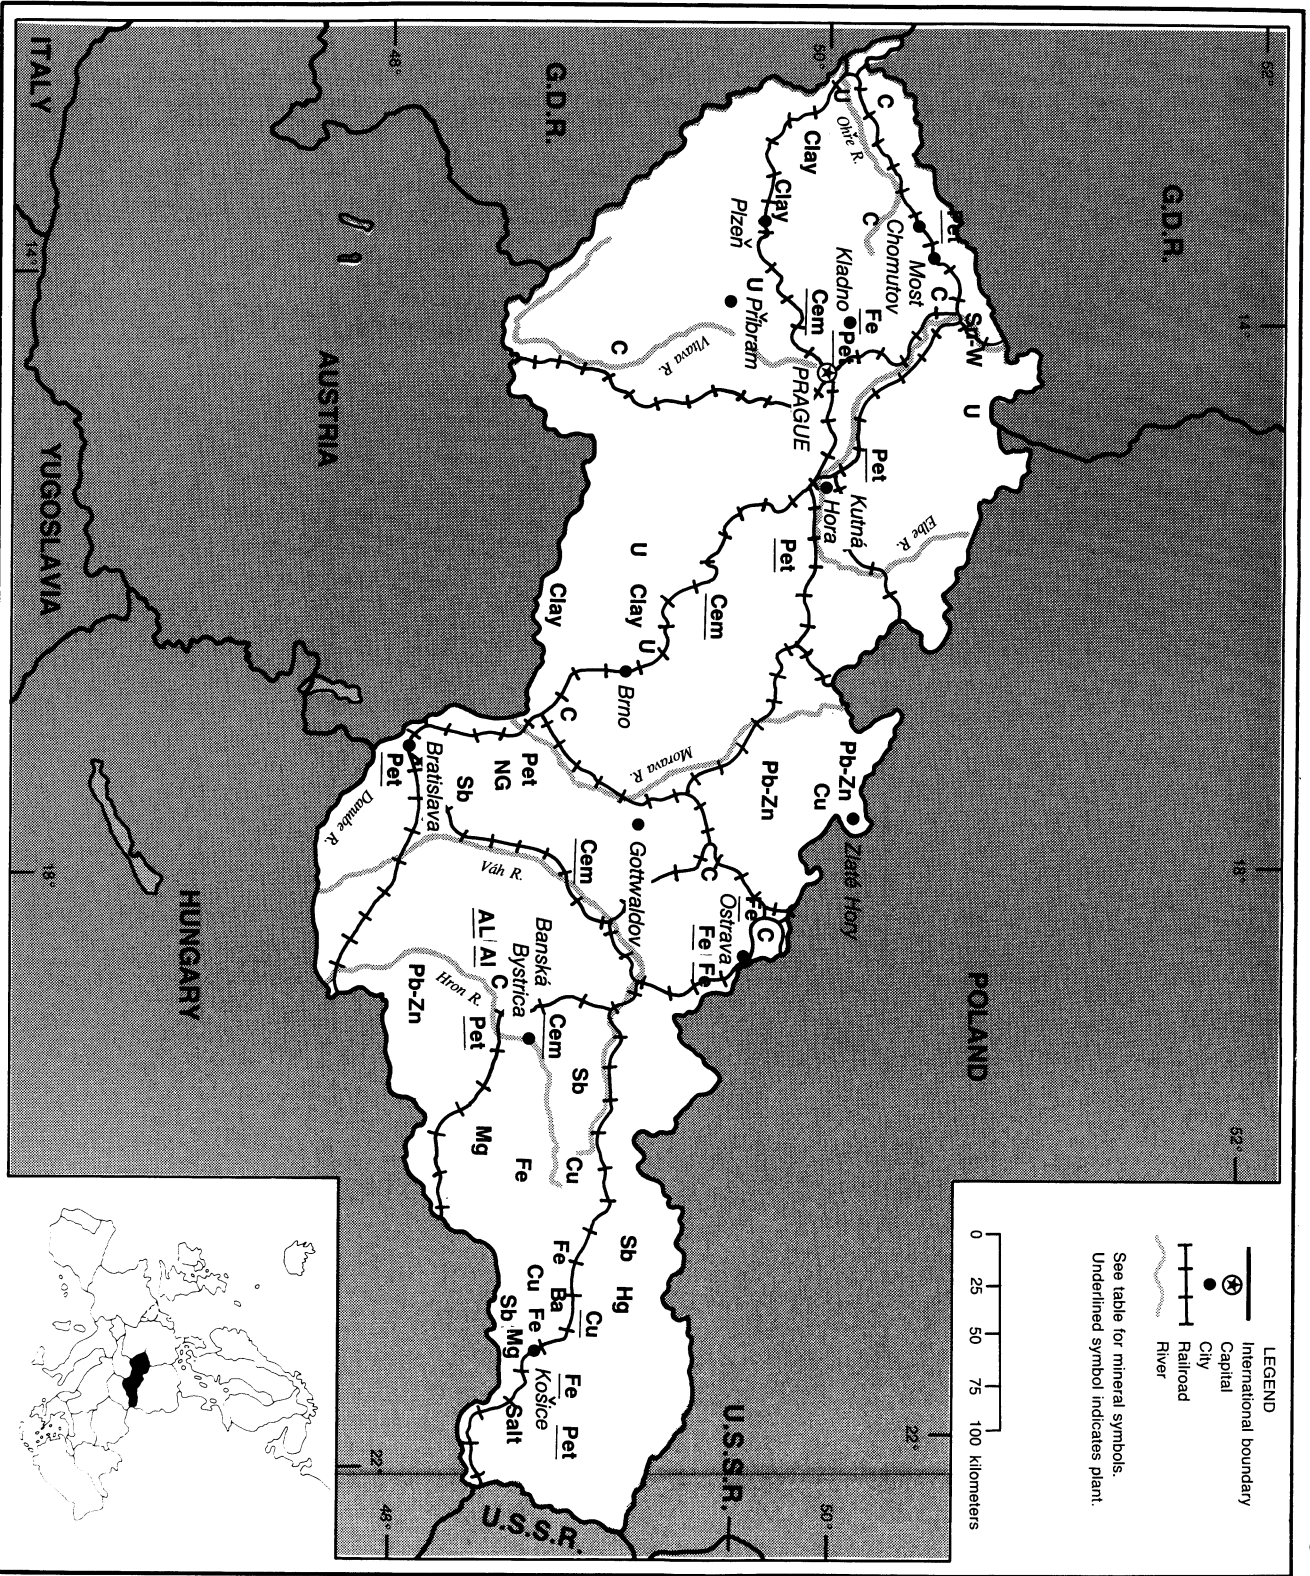 LEGEND
International boundary
Capital
City
Railroad
River
See table for mineral symbols.
Underlined symbol indicates plant.
0 25 50 75 100 kilometers
52°
14°
18°
52°
G.D.R.
POLAND
22°
U.S.S.R.
50°
C
Ohře R.
U
Clay
Clay
Plzeň
C
Pet
Chomutov
Most
C
Sn-W
U
Kladno
Fe
Pet
Cem
U
Příbram
PRAGUE
Vltava R.
C
Pet
Kutná
Hora
Elbe R.
Pet
Cem
U
Clay
U
Clay
Brno
C
Morava R.
Pb-Zn
Cu
Zlaté Hory
Pb-Zn
Gottwaldov
C
Fe
C
Ostrava
Fe
Fe
Pet
NG
Sb
Bratislava
Pet
Danube R.
Cem
Váh R.
Banská
Bystrica
AL
Al
C
Hron R.
Pb-Zn
Pet
Cem
Sb
Mg
Fe
Cu
Sb
Hg
Fe
Ba
Cu
Cu
Fe
Sb
Mg
Košice
Fe
Pet
Salt
50°
48°
G.D.R.
AUSTRIA
ITALY
14°
YUGOSLAVIA
18°
HUNGARY
22°
48°
50°
U.S.S.R.